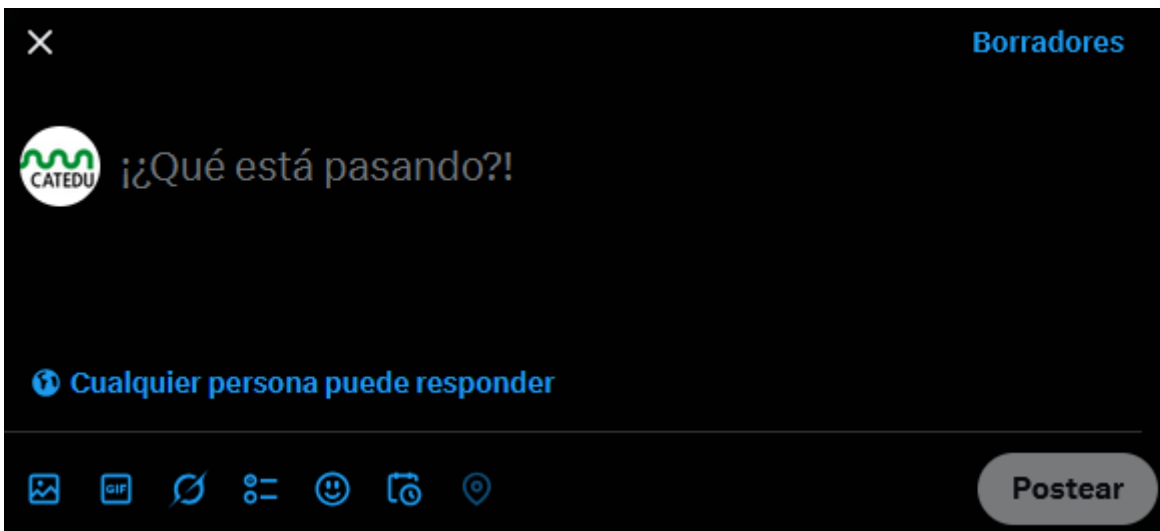 Borradores
CATEDU
¡¿Qué está pasando?!
Cualquier persona puede responder
GIF
Postear